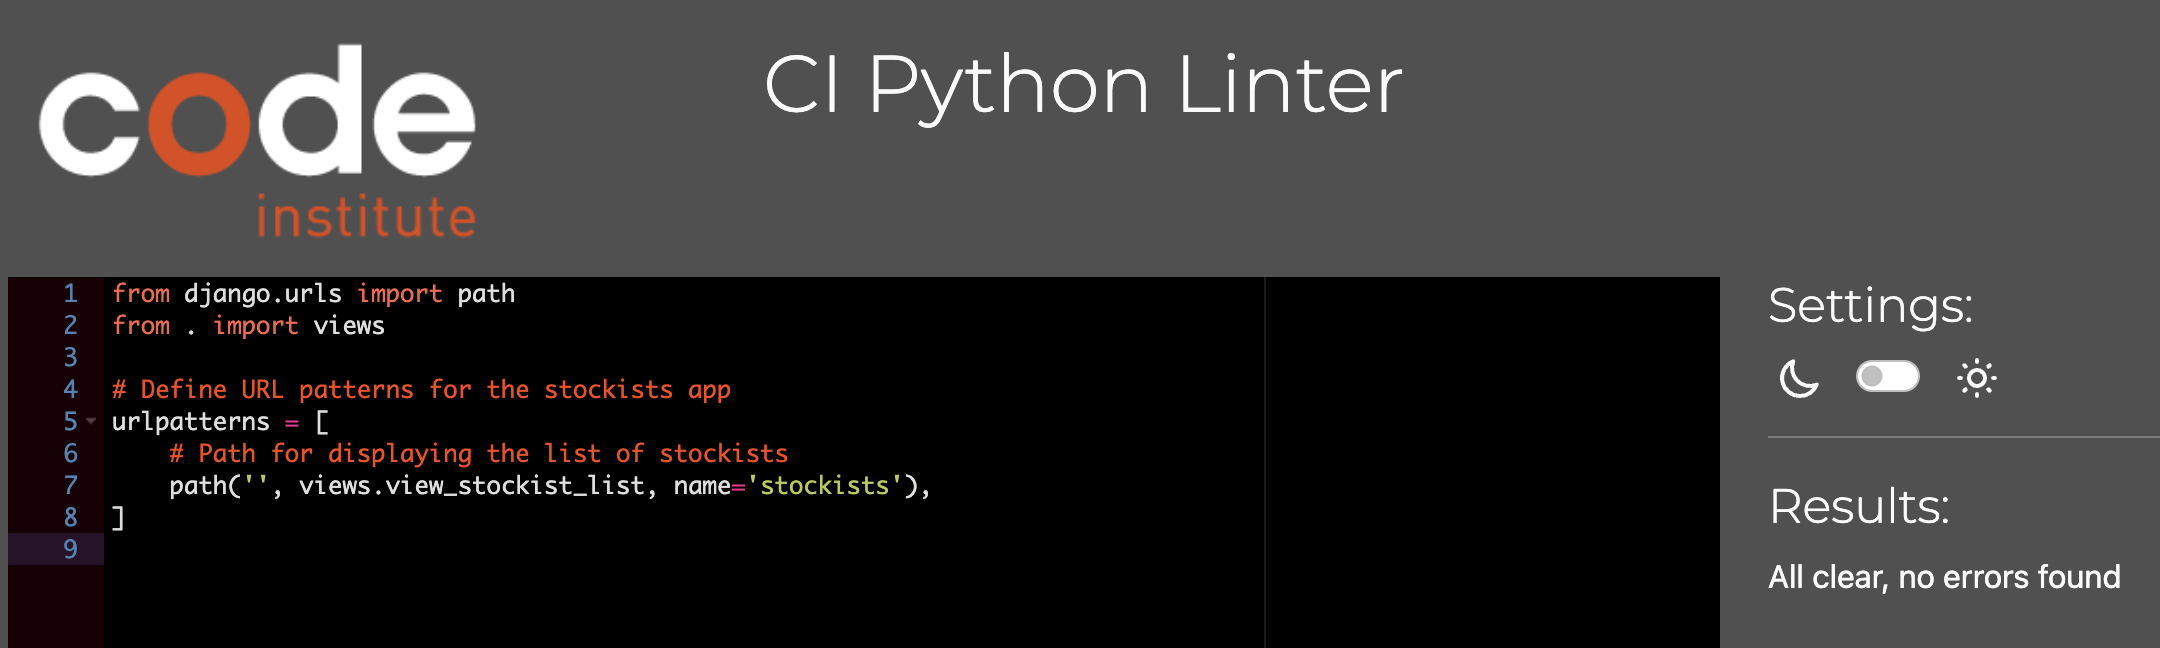 code
institute
CI Python Linter
1 from django.urls import path
2 from . import views
3
4 # Define URL patterns for the stockists app
5 urlpatterns = [
6     # Path for displaying the list of stockists
7     path('', views.view_stockist_list, name='stockists'),
8 ]
9
Settings:
Results:
All clear, no errors found